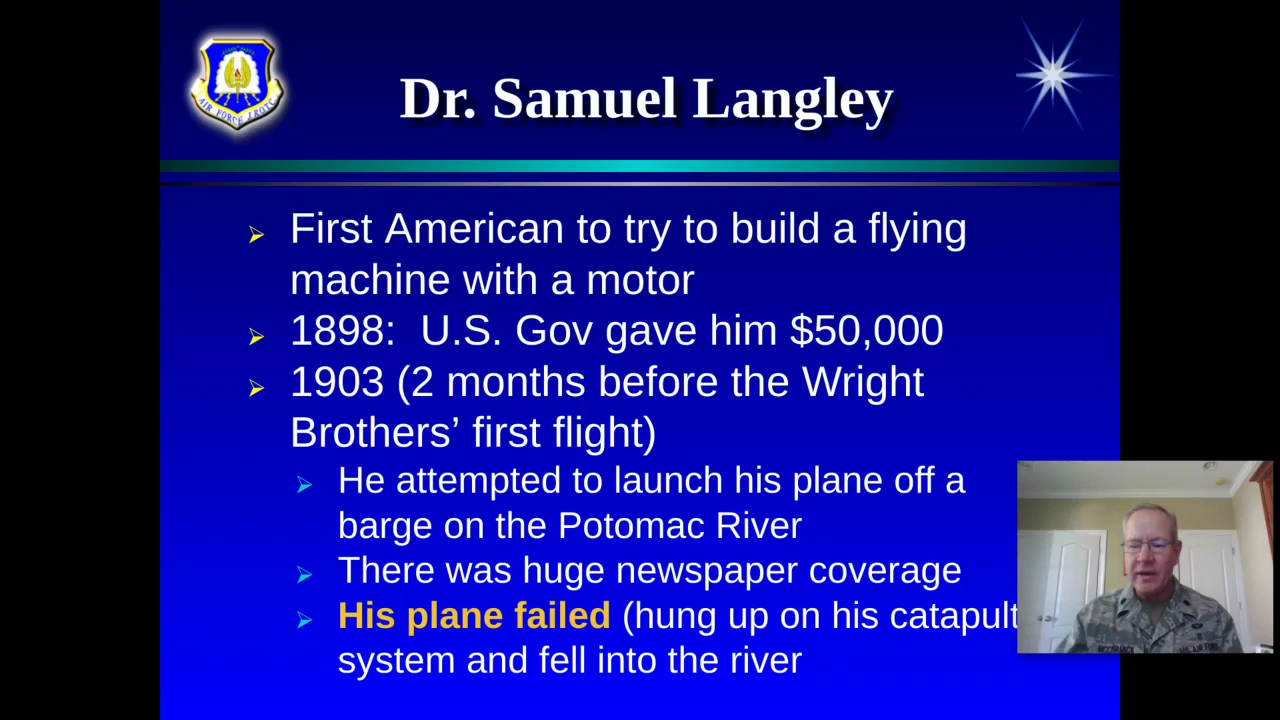 Dr. Samuel Langley
AIR FORCE JROTC
First American to try to build a flying
machine with a motor
1898:  U.S. Gov gave him $50,000
1903 (2 months before the Wright
Brothers’ first flight)
He attempted to launch his plane off a
barge on the Potomac River
There was huge newspaper coverage
His plane failed (hung up on his catapult
system and fell into the river